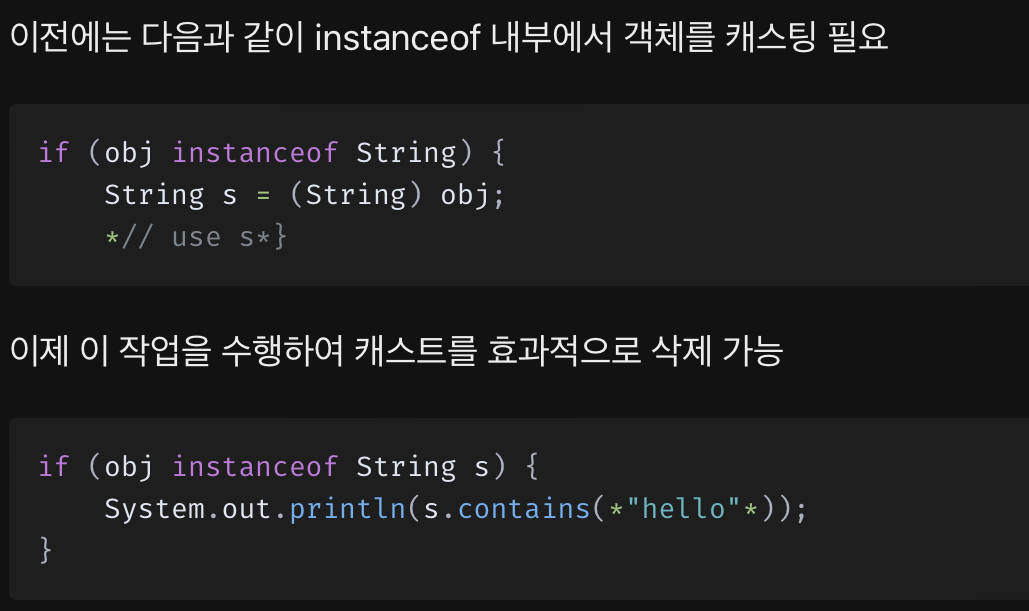 이전에는 다음과 같이 instanceof 내부에서 객체를 캐스팅 필요
if (obj instanceof String) {
    String s = (String) obj;
    *// use s*}
이제 이 작업을 수행하여 캐스트를 효과적으로 삭제 가능
if (obj instanceof String s) {
    System.out.println(s.contains(*"hello"*));
}